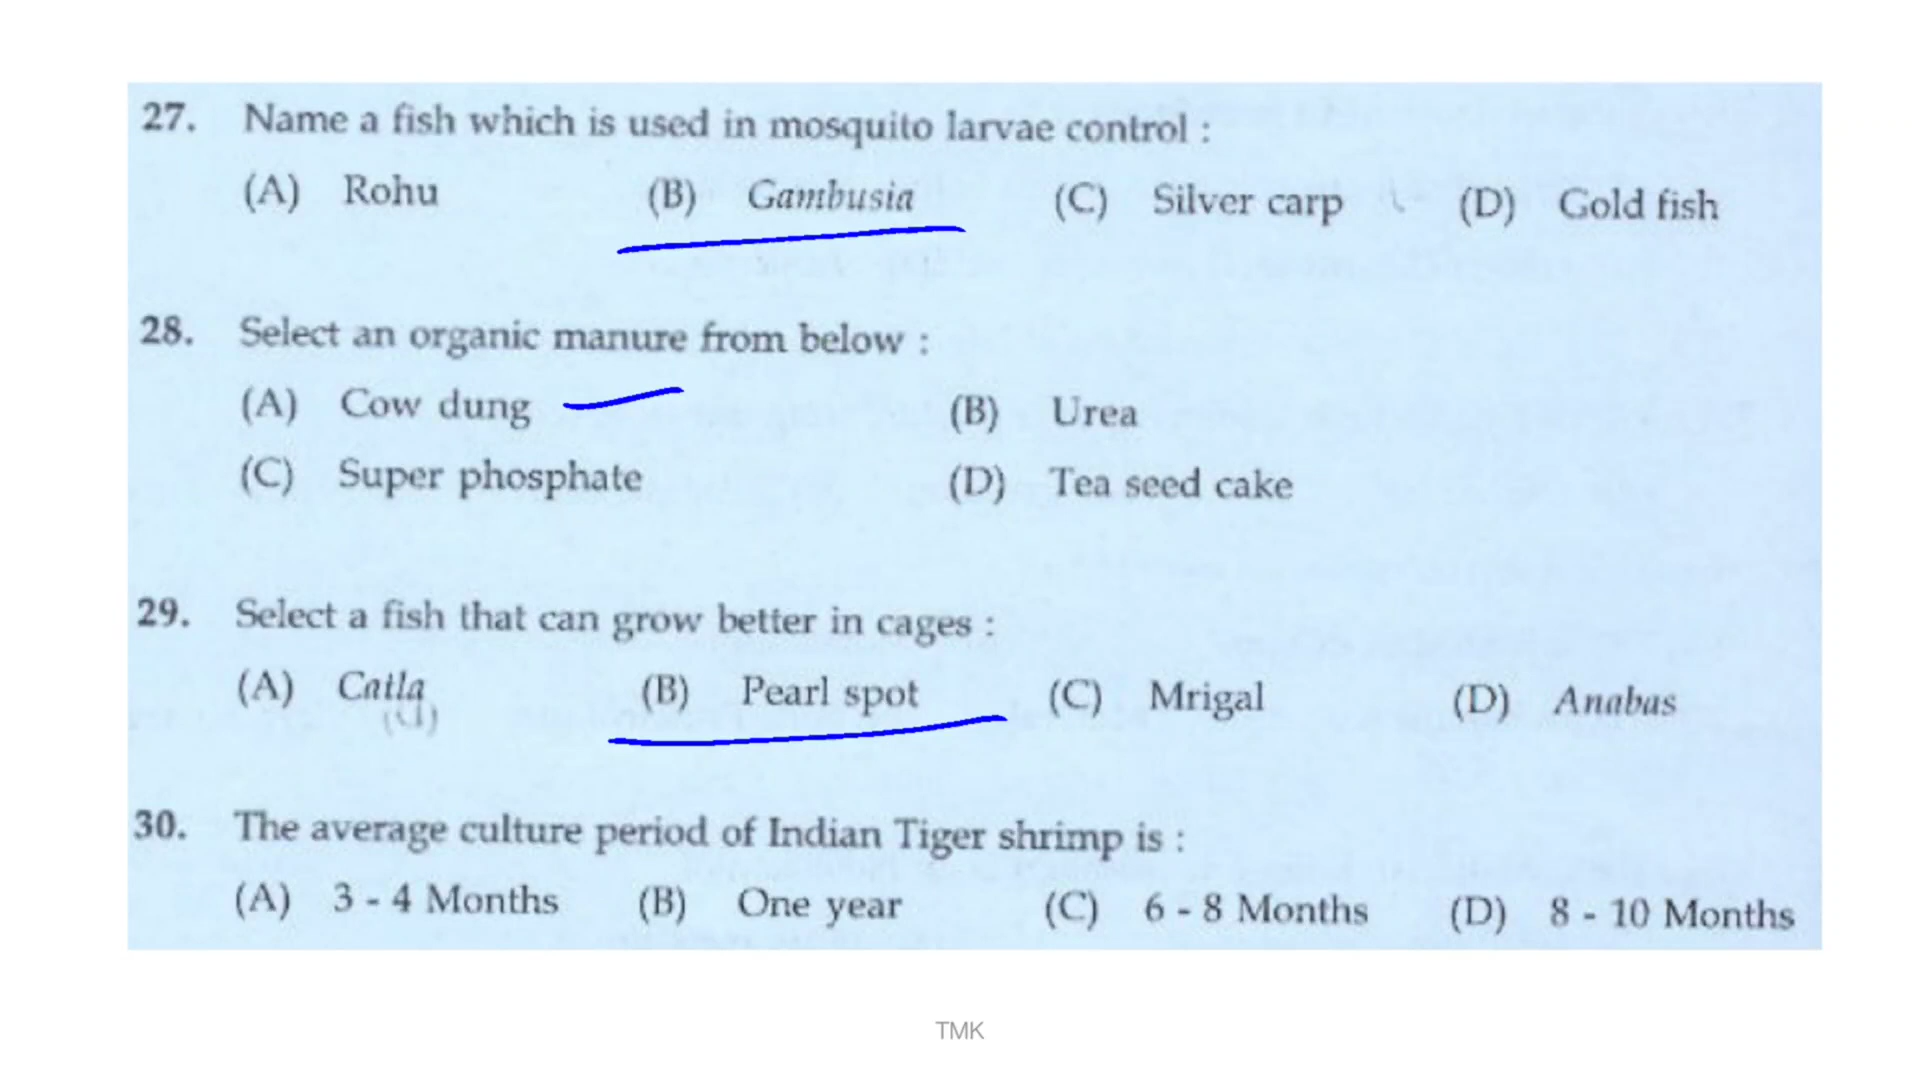 27. Name a fish which is used in mosquito larvae control :
(A) Rohu (B) Gambusia (C) Silver carp (D) Gold fish
28. Select an organic manure from below :
(A) Cow dung (B) Urea
(C) Super phosphate (D) Tea seed cake
29. Select a fish that can grow better in cages :
(A) Catla (B) Pearl spot (C) Mrigal (D) Anabas
30. The average culture period of Indian Tiger shrimp is :
(A) 3 - 4 Months (B) One year (C) 6 - 8 Months (D) 8 - 10 Months
TMK